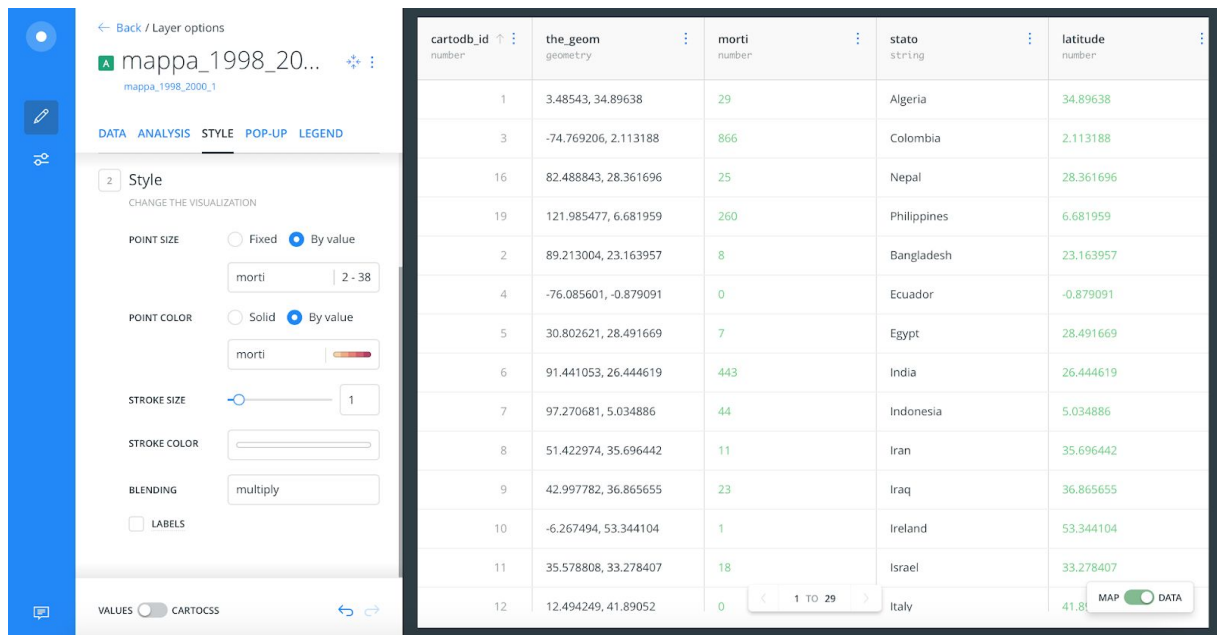 ← Back / Layer options
A mappa_1998_20...
mappa_1998_2000_1
DATA ANALYSIS STYLE POP-UP LEGEND
2 Style
CHANGE THE VISUALIZATION
POINT SIZE Fixed By value
morti 2 - 38
POINT COLOR Solid By value
morti
STROKE SIZE 1
STROKE COLOR
BLENDING multiply
LABELS
VALUES CARTOCSS
cartodb_id ↑ the_geom morti stato latitude
number geometry number string number
1 3.48543, 34.89638 29 Algeria 34.89638
3 -74.769206, 2.113188 866 Colombia 2.113188
16 82.488843, 28.361696 25 Nepal 28.361696
19 121.985477, 6.681959 260 Philippines 6.681959
2 89.213004, 23.163957 8 Bangladesh 23.163957
4 -76.085601, -0.879091 0 Ecuador -0.879091
5 30.802621, 28.491669 7 Egypt 28.491669
6 91.441053, 26.444619 443 India 26.444619
7 97.270681, 5.034886 44 Indonesia 5.034886
8 51.422974, 35.696442 11 Iran 35.696442
9 42.997782, 36.865655 23 Iraq 36.865655
10 -6.267494, 53.344104 1 Ireland 53.344104
11 35.578808, 33.278407 18 Israel 33.278407
12 12.494249, 41.89052 0 Italy
1 TO 29
MAP DATA